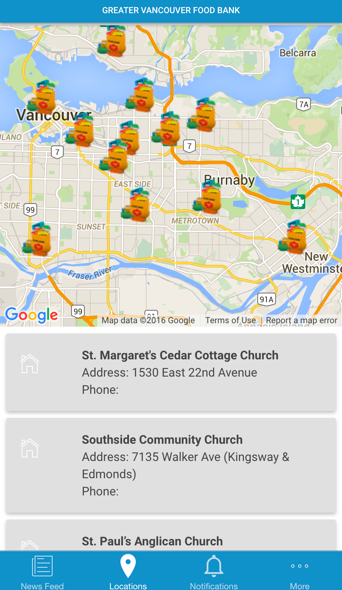 GREATER VANCOUVER FOOD BANK
Belcarra
7A
Vancouver
7
7
EAST SIDE
Burnaby
1
SIDE
99
METROTOWN
SUNSET
New
Westminste
Fraser River
91A
99
Google
Map data ©2016 Google Terms of Use Report a map error
St. Margaret's Cedar Cottage Church
Address: 1530 East 22nd Avenue
Phone:
Southside Community Church
Address: 7135 Walker Ave (Kingsway &
Edmonds)
Phone:
St. Paul's Anglican Church
News Feed Locations Notifications More